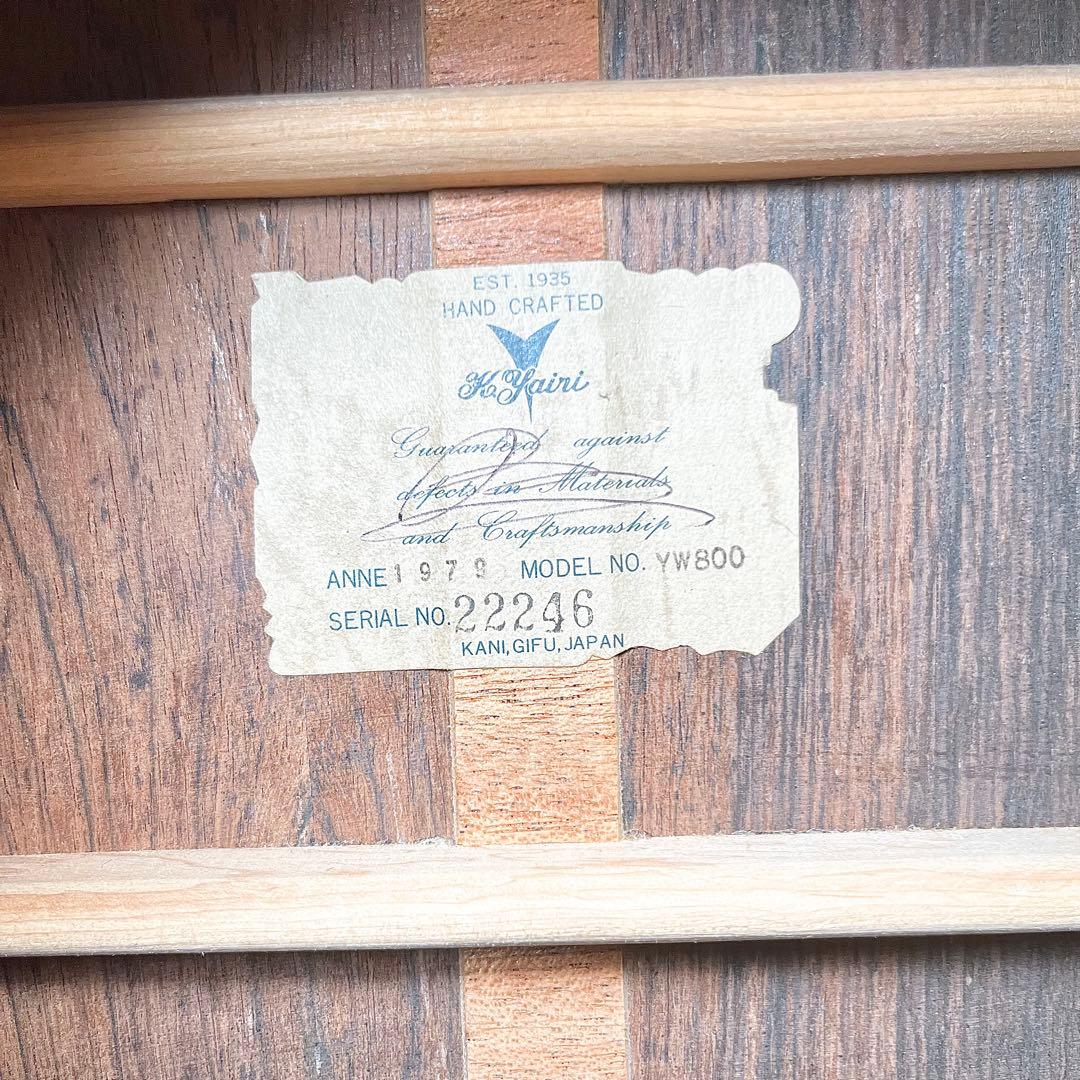 EST. 1935
HAND CRAFTED
K. Yairi
Guaranteed against
defects in Materials
and Craftsmanship
ANNE 1979 MODEL NO. YW800
SERIAL NO. 22246
KANI, GIFU, JAPAN